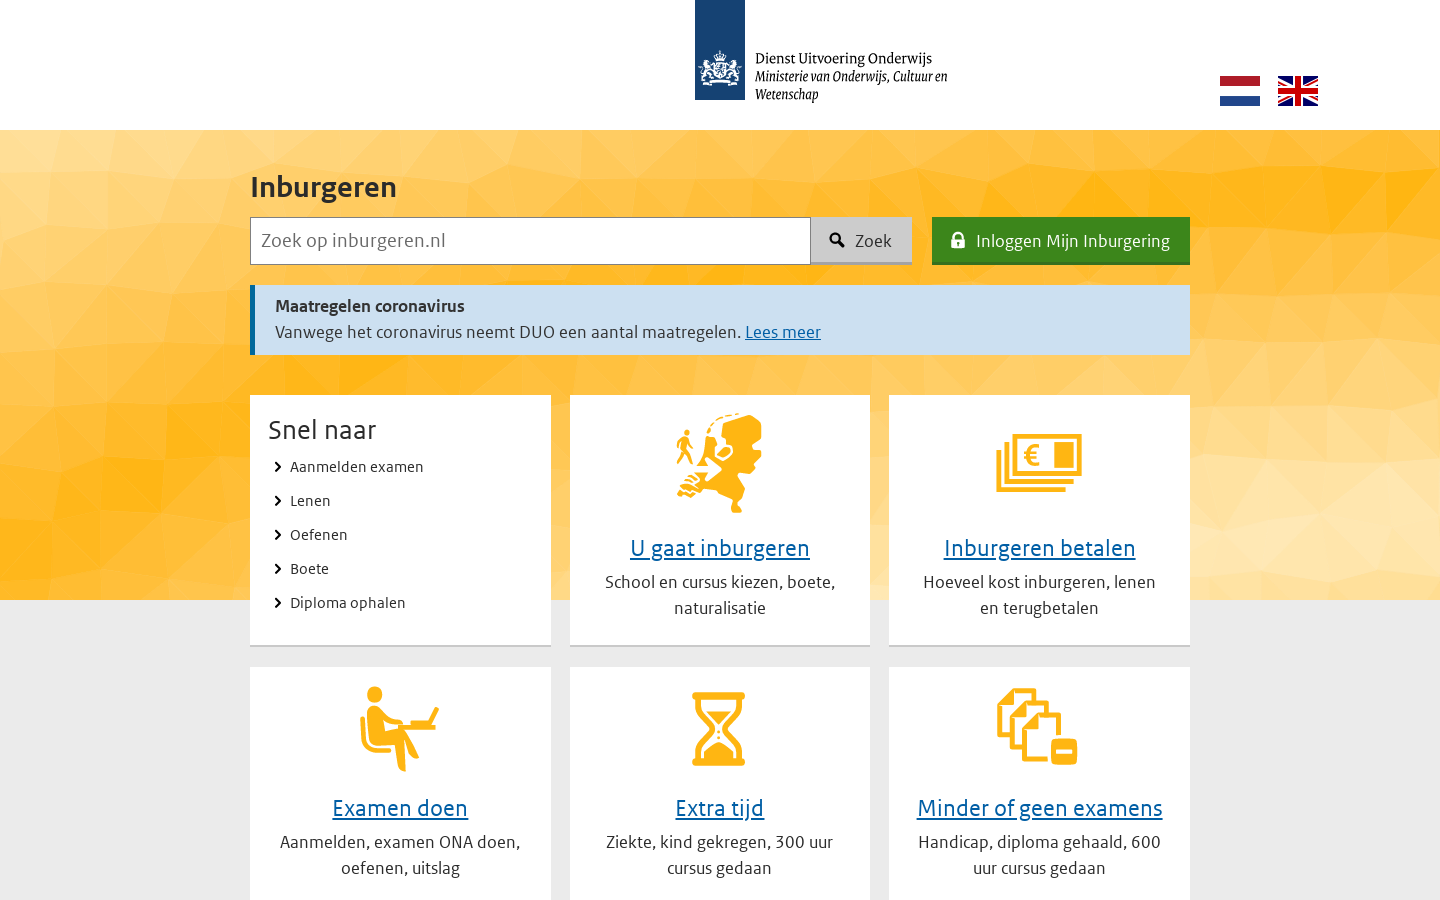 Dienst Uitvoering Onderwijs
Ministerie van Onderwijs, Cultuur en
Wetenschap
Inburgeren
Zoek op inburgeren.nl
Zoek
Inloggen Mijn Inburgering
Maatregelen coronavirus
Vanwege het coronavirus neemt DUO een aantal maatregelen. Lees meer
Snel naar
Aanmelden examen
Lenen
Oefenen
Boete
Diploma ophalen
U gaat inburgeren
School en cursus kiezen, boete,
naturalisatie
€
Inburgeren betalen
Hoeveel kost inburgeren, lenen
en terugbetalen
Examen doen
Aanmelden, examen ONA doen,
oefenen, uitslag
Extra tijd
Ziekte, kind gekregen, 300 uur
cursus gedaan
Minder of geen examens
Handicap, diploma gehaald, 600
uur cursus gedaan